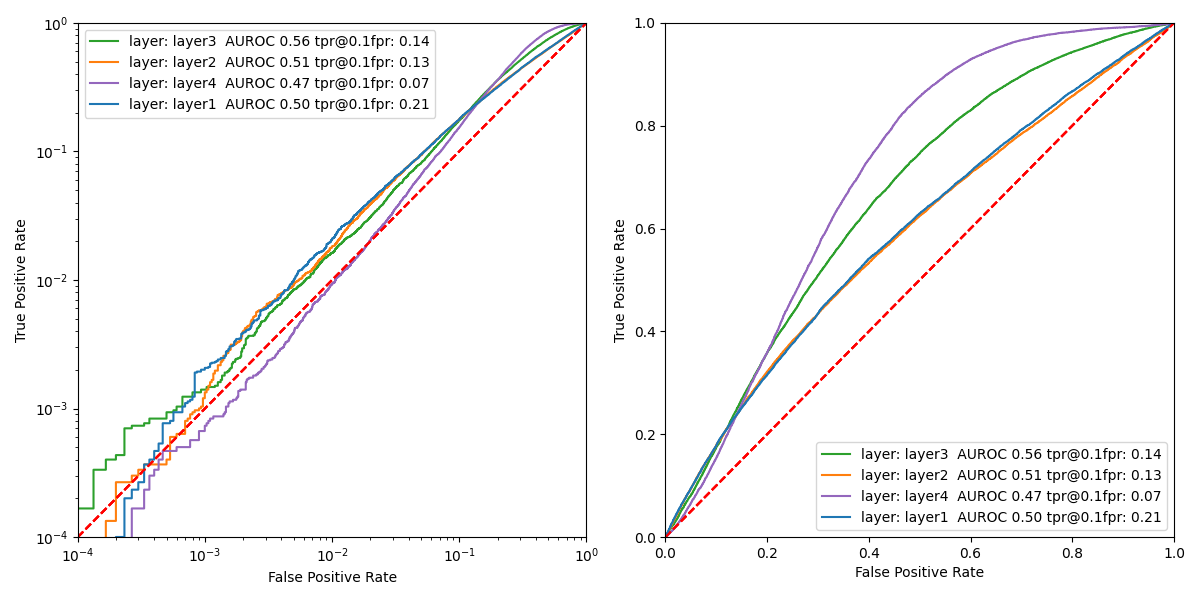 layer: layer3 AUROC 0.56 tpr@0.1fpr: 0.14
layer: layer2 AUROC 0.51 tpr@0.1fpr: 0.13
layer: layer4 AUROC 0.47 tpr@0.1fpr: 0.07
layer: layer1 AUROC 0.50 tpr@0.1fpr: 0.21
True Positive Rate
10⁰
10⁻¹
10⁻²
10⁻³
10⁻⁴
10⁻⁴ 10⁻³ 10⁻² 10⁻¹ 10⁰
False Positive Rate
True Positive Rate
1.0
0.8
0.6
0.4
0.2
0.0
layer: layer3 AUROC 0.56 tpr@0.1fpr: 0.14
layer: layer2 AUROC 0.51 tpr@0.1fpr: 0.13
layer: layer4 AUROC 0.47 tpr@0.1fpr: 0.07
layer: layer1 AUROC 0.50 tpr@0.1fpr: 0.21
0.0 0.2 0.4 0.6 0.8 1.0
False Positive Rate